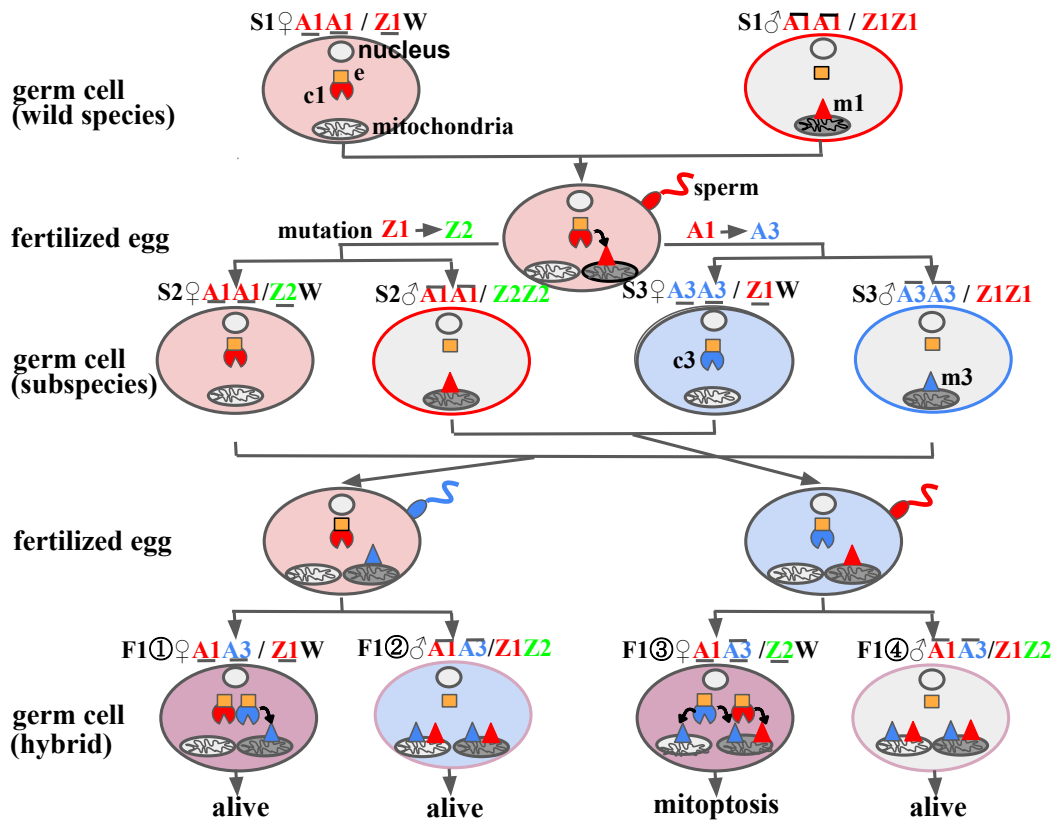 S1♀A1A1 / Z1W
S1♂A1A1 / Z1Z1
nucleus
e
c1
mitochondria
m1
germ cell
(wild species)
sperm
mutation Z1 → Z2
A1 → A3
fertilized egg
S2♀A1A1/Z2W
S2♂A1A1/ Z2Z2
S3♀A3A3 / Z1W
S3♂A3A3 / Z1Z1
c3
m3
germ cell
(subspecies)
fertilized egg
F1①♀A1A3 / Z1W
F1②♂A1A3/Z1Z2
F1③♀A1A3 /Z2W
F1④♂A1A3/Z1Z2
germ cell
(hybrid)
alive
alive
mitoptosis
alive